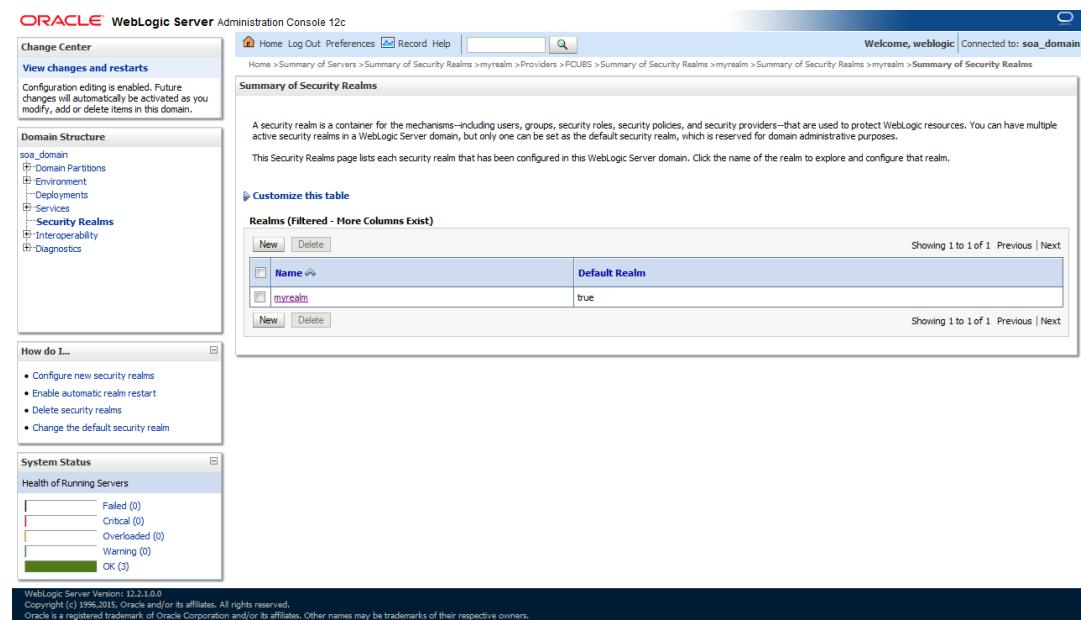 ORACLE WebLogic Server Administration Console 12c
Change Center
View changes and restarts
Configuration editing is enabled. Future
changes will automatically be activated as you
modify, add or delete items in this domain.
Domain Structure
soa_domain
Domain Partitions
Environment
Deployments
Services
Security Realms
Interoperability
Diagnostics
How do I...
Configure new security realms
Enable automatic realm restart
Delete security realms
Change the default security realm
System Status
Health of Running Servers
Failed (0)
Critical (0)
Overloaded (0)
Warning (0)
OK (3)
Home Log Out Preferences Record Help
Welcome, weblogic Connected to: soa_domain
Home >Summary of Servers >Summary of Security Realms >myrealm >Providers >FCUBS >Summary of Security Realms >myrealm >Summary of Security Realms >myrealm >Summary of Security Realms
Summary of Security Realms
A security realm is a container for the mechanisms--including users, groups, security roles, security policies, and security providers--that are used to protect WebLogic resources. You can have multiple
active security realms in a WebLogic Server domain, but only one can be set as the default security realm, which is reserved for domain administrative purposes.
This Security Realms page lists each security realm that has been configured in this WebLogic Server domain. Click the name of the realm to explore and configure that realm.
Customize this table
Realms (Filtered - More Columns Exist)
New Delete Showing 1 to 1 of 1 Previous | Next
Name Default Realm
myrealm true
New Delete Showing 1 to 1 of 1 Previous | Next
WebLogic Server Version: 12.2.1.0.0
Copyright (c) 1996,2015, Oracle and/or its affiliates. All rights reserved.
Oracle is a registered trademark of Oracle Corporation and/or its affiliates. Other names may be trademarks of their respective owners.